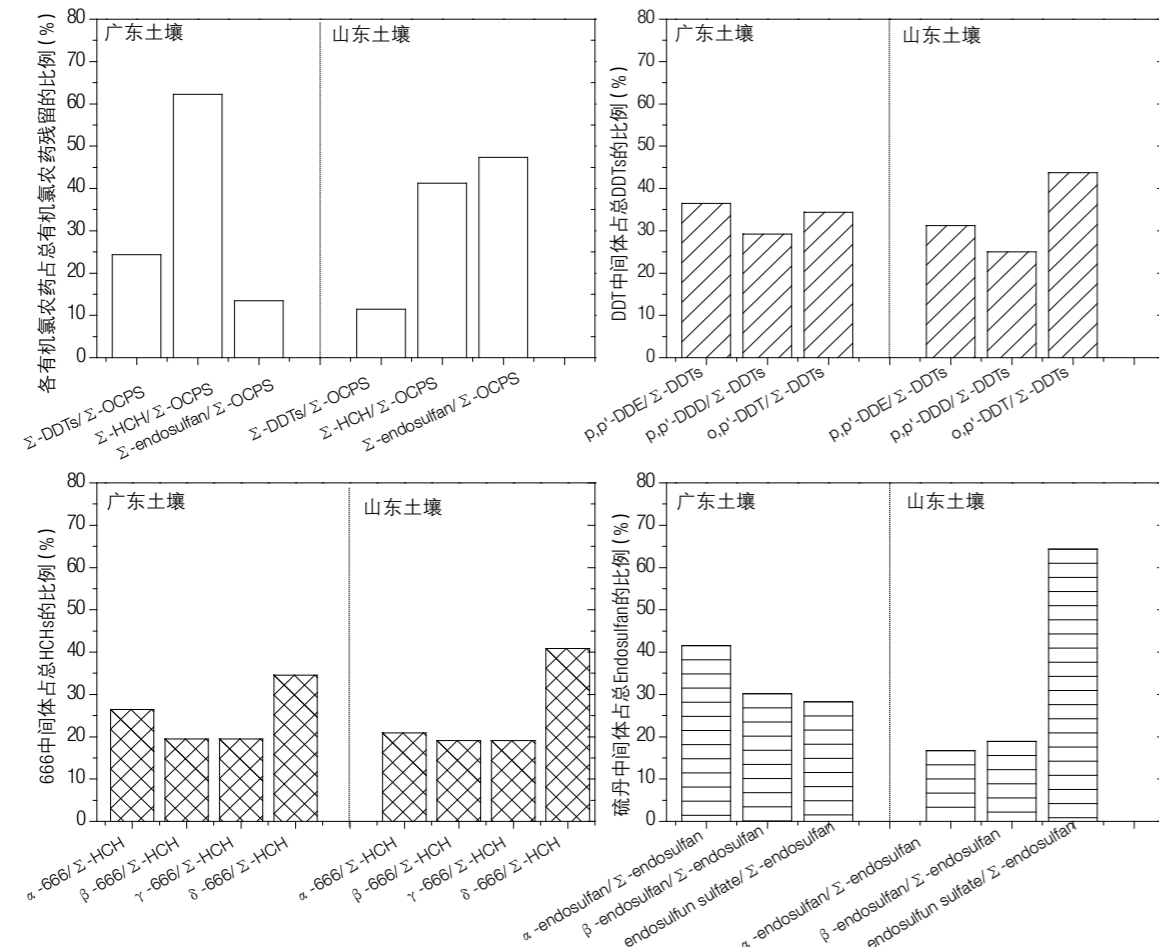 各有机氯农药占总有机氯农药残留的比例(%)
80
70
60
50
40
30
20
10
0
广东土壤
山东土壤
Σ-DDTs/Σ-OCPS
Σ-HCH/Σ-OCPS
Σ-endosulfan/Σ-OCPS
Σ-DDTs/Σ-OCPS
Σ-HCH/Σ-OCPS
Σ-endosulfan/Σ-OCPS
DDT中间体占总DDTs的比例(%)
80
70
60
50
40
30
20
10
0
广东土壤
山东土壤
p,p'-DDE/Σ-DDTs
p,p'-DDD/Σ-DDTs
o,p'-DDT/Σ-DDTs
p,p'-DDE/Σ-DDTs
p,p'-DDD/Σ-DDTs
o,p'-DDT/Σ-DDTs
666中间体占总HCHs的比例(%)
80
70
60
50
40
30
20
10
0
广东土壤
山东土壤
α-666/Σ-HCH
β-666/Σ-HCH
γ-666/Σ-HCH
δ-666/Σ-HCH
α-666/Σ-HCH
β-666/Σ-HCH
γ-666/Σ-HCH
δ-666/Σ-HCH
硫丹中间体占总Endosulfan的比例(%)
80
70
60
50
40
30
20
10
0
广东土壤
山东土壤
α-endosulfan/Σ-endosulfan
β-endosulfan/Σ-endosulfan
endosulfun sulfate/Σ-endosulfan
α-endosulfan/Σ-endosulfan
β-endosulfan/Σ-endosulfan
endosulfun sulfate/Σ-endosulfan